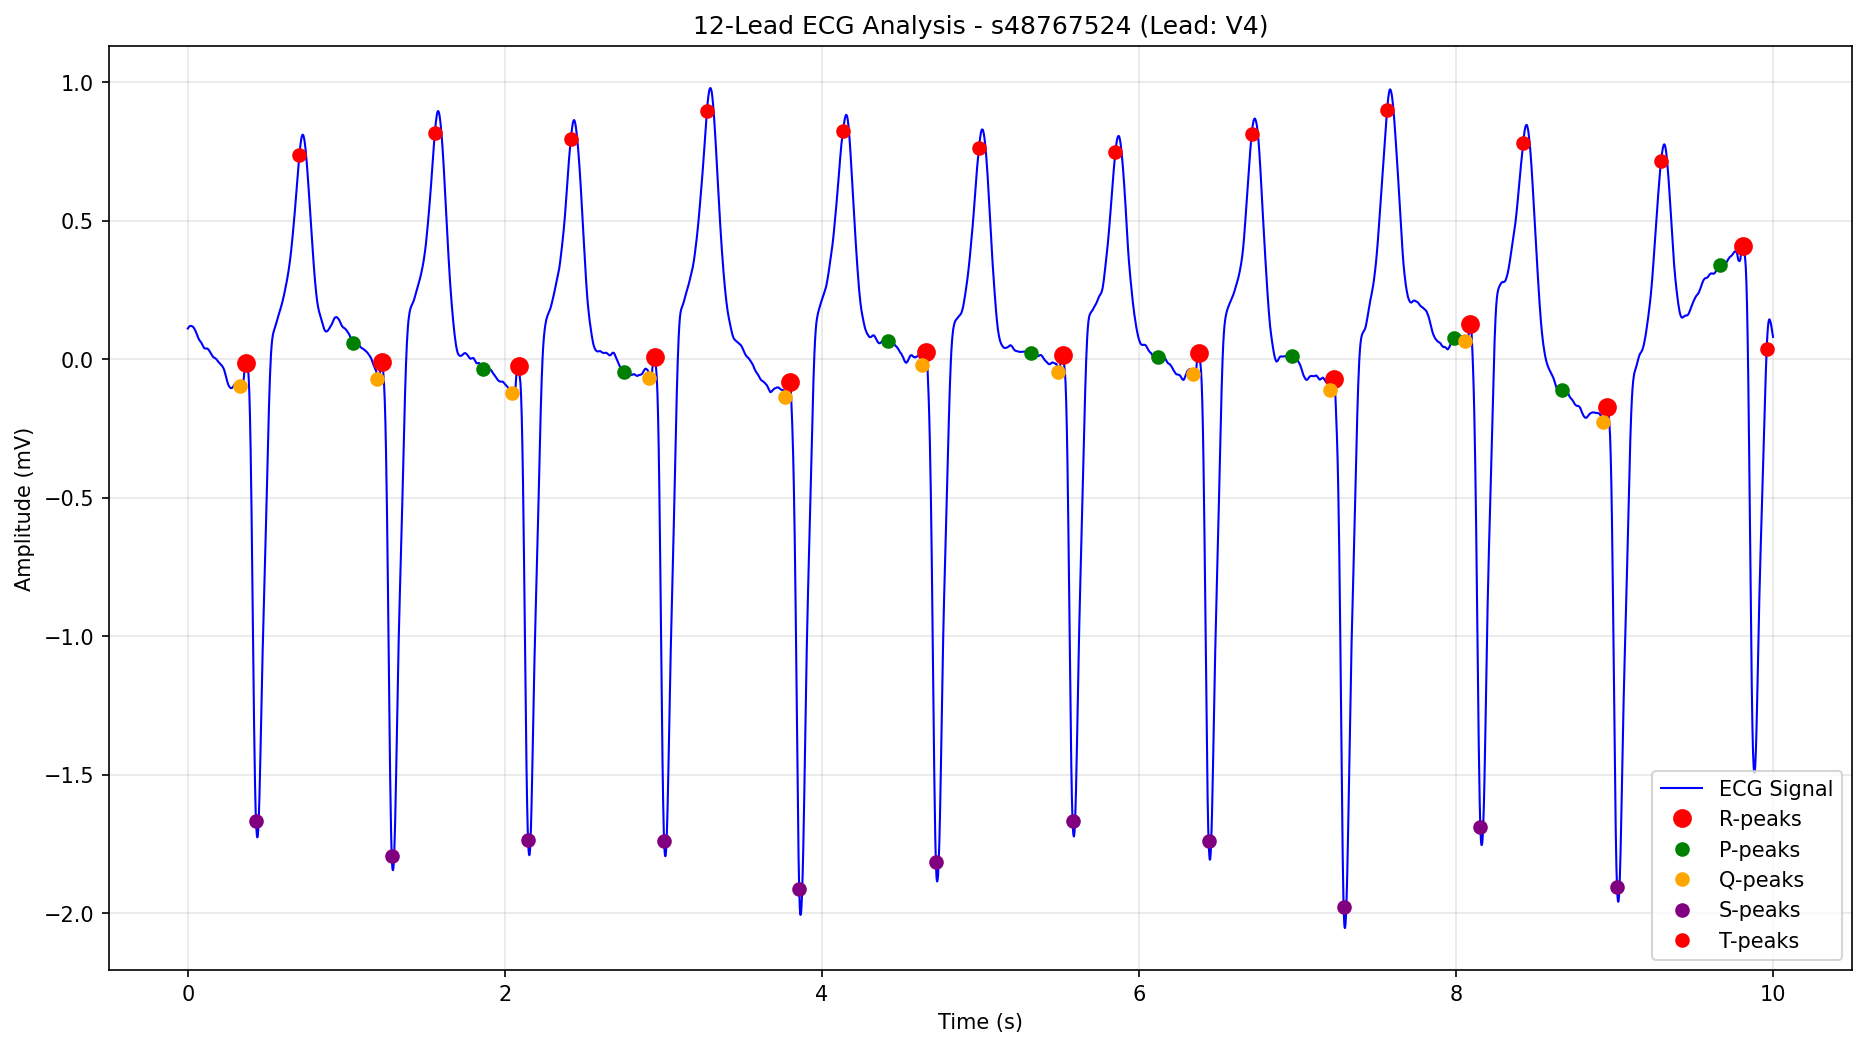 12-Lead ECG Analysis - s48767524 (Lead: V4)
Amplitude (mV)
1.0
0.5
0.0
−0.5
−1.0
−1.5
−2.0
0 2 4 6 8 10
Time (s)
ECG Signal
R-peaks
P-peaks
Q-peaks
S-peaks
T-peaks